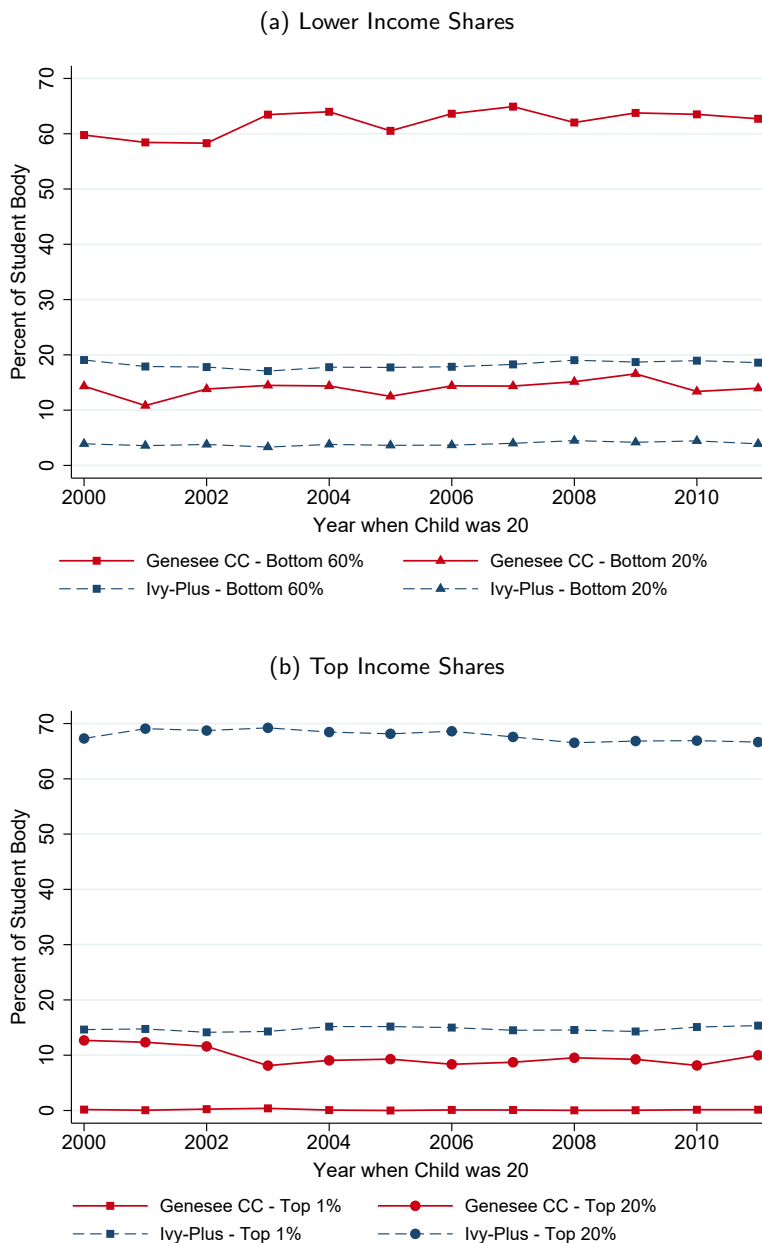 (a) Lower Income Shares
Percent of Student Body
70
60
50
40
30
20
10
0
2000 2002 2004 2006 2008 2010
Year when Child was 20
Genesee CC - Bottom 60% Genesee CC - Bottom 20%
Ivy-Plus - Bottom 60% Ivy-Plus - Bottom 20%
(b) Top Income Shares
Percent of Student Body
70
60
50
40
30
20
10
0
2000 2002 2004 2006 2008 2010
Year when Child was 20
Genesee CC - Top 1% Genesee CC - Top 20%
Ivy-Plus - Top 1% Ivy-Plus - Top 20%